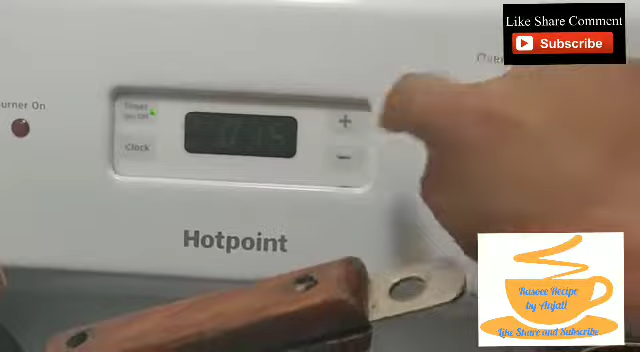 Like Share Comment
Subscribe
Oven
urner On
Timer
on/Off
+
Clock
−
Hotpoint
Rasoee Recipe
by Anjali
Like Share and Subscribe